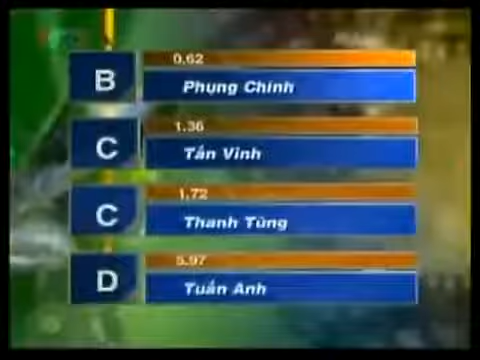 B
0.62
Phụng Chính
C
1.36
Tấn Vinh
C
1.72
Thanh Tùng
D
5.97
Tuấn Anh